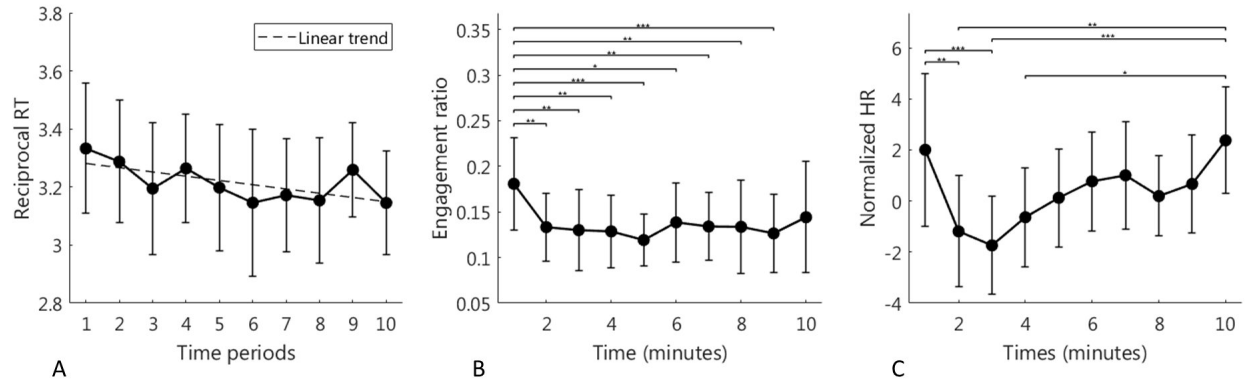 3.8
3.6
3.4
3.2
3
2.8
Reciprocal RT
Linear trend
1 2 3 4 5 6 7 8 9 10
Time periods
A
0.35
0.3
0.25
0.2
0.15
0.1
0.05
Engagement ratio
***
**
**
*
***
**
**
**
2 4 6 8 10
Time (minutes)
B
6
4
2
0
-2
-4
Normalized HR
**
***
***
**
*
2 4 6 8 10
Times (minutes)
C